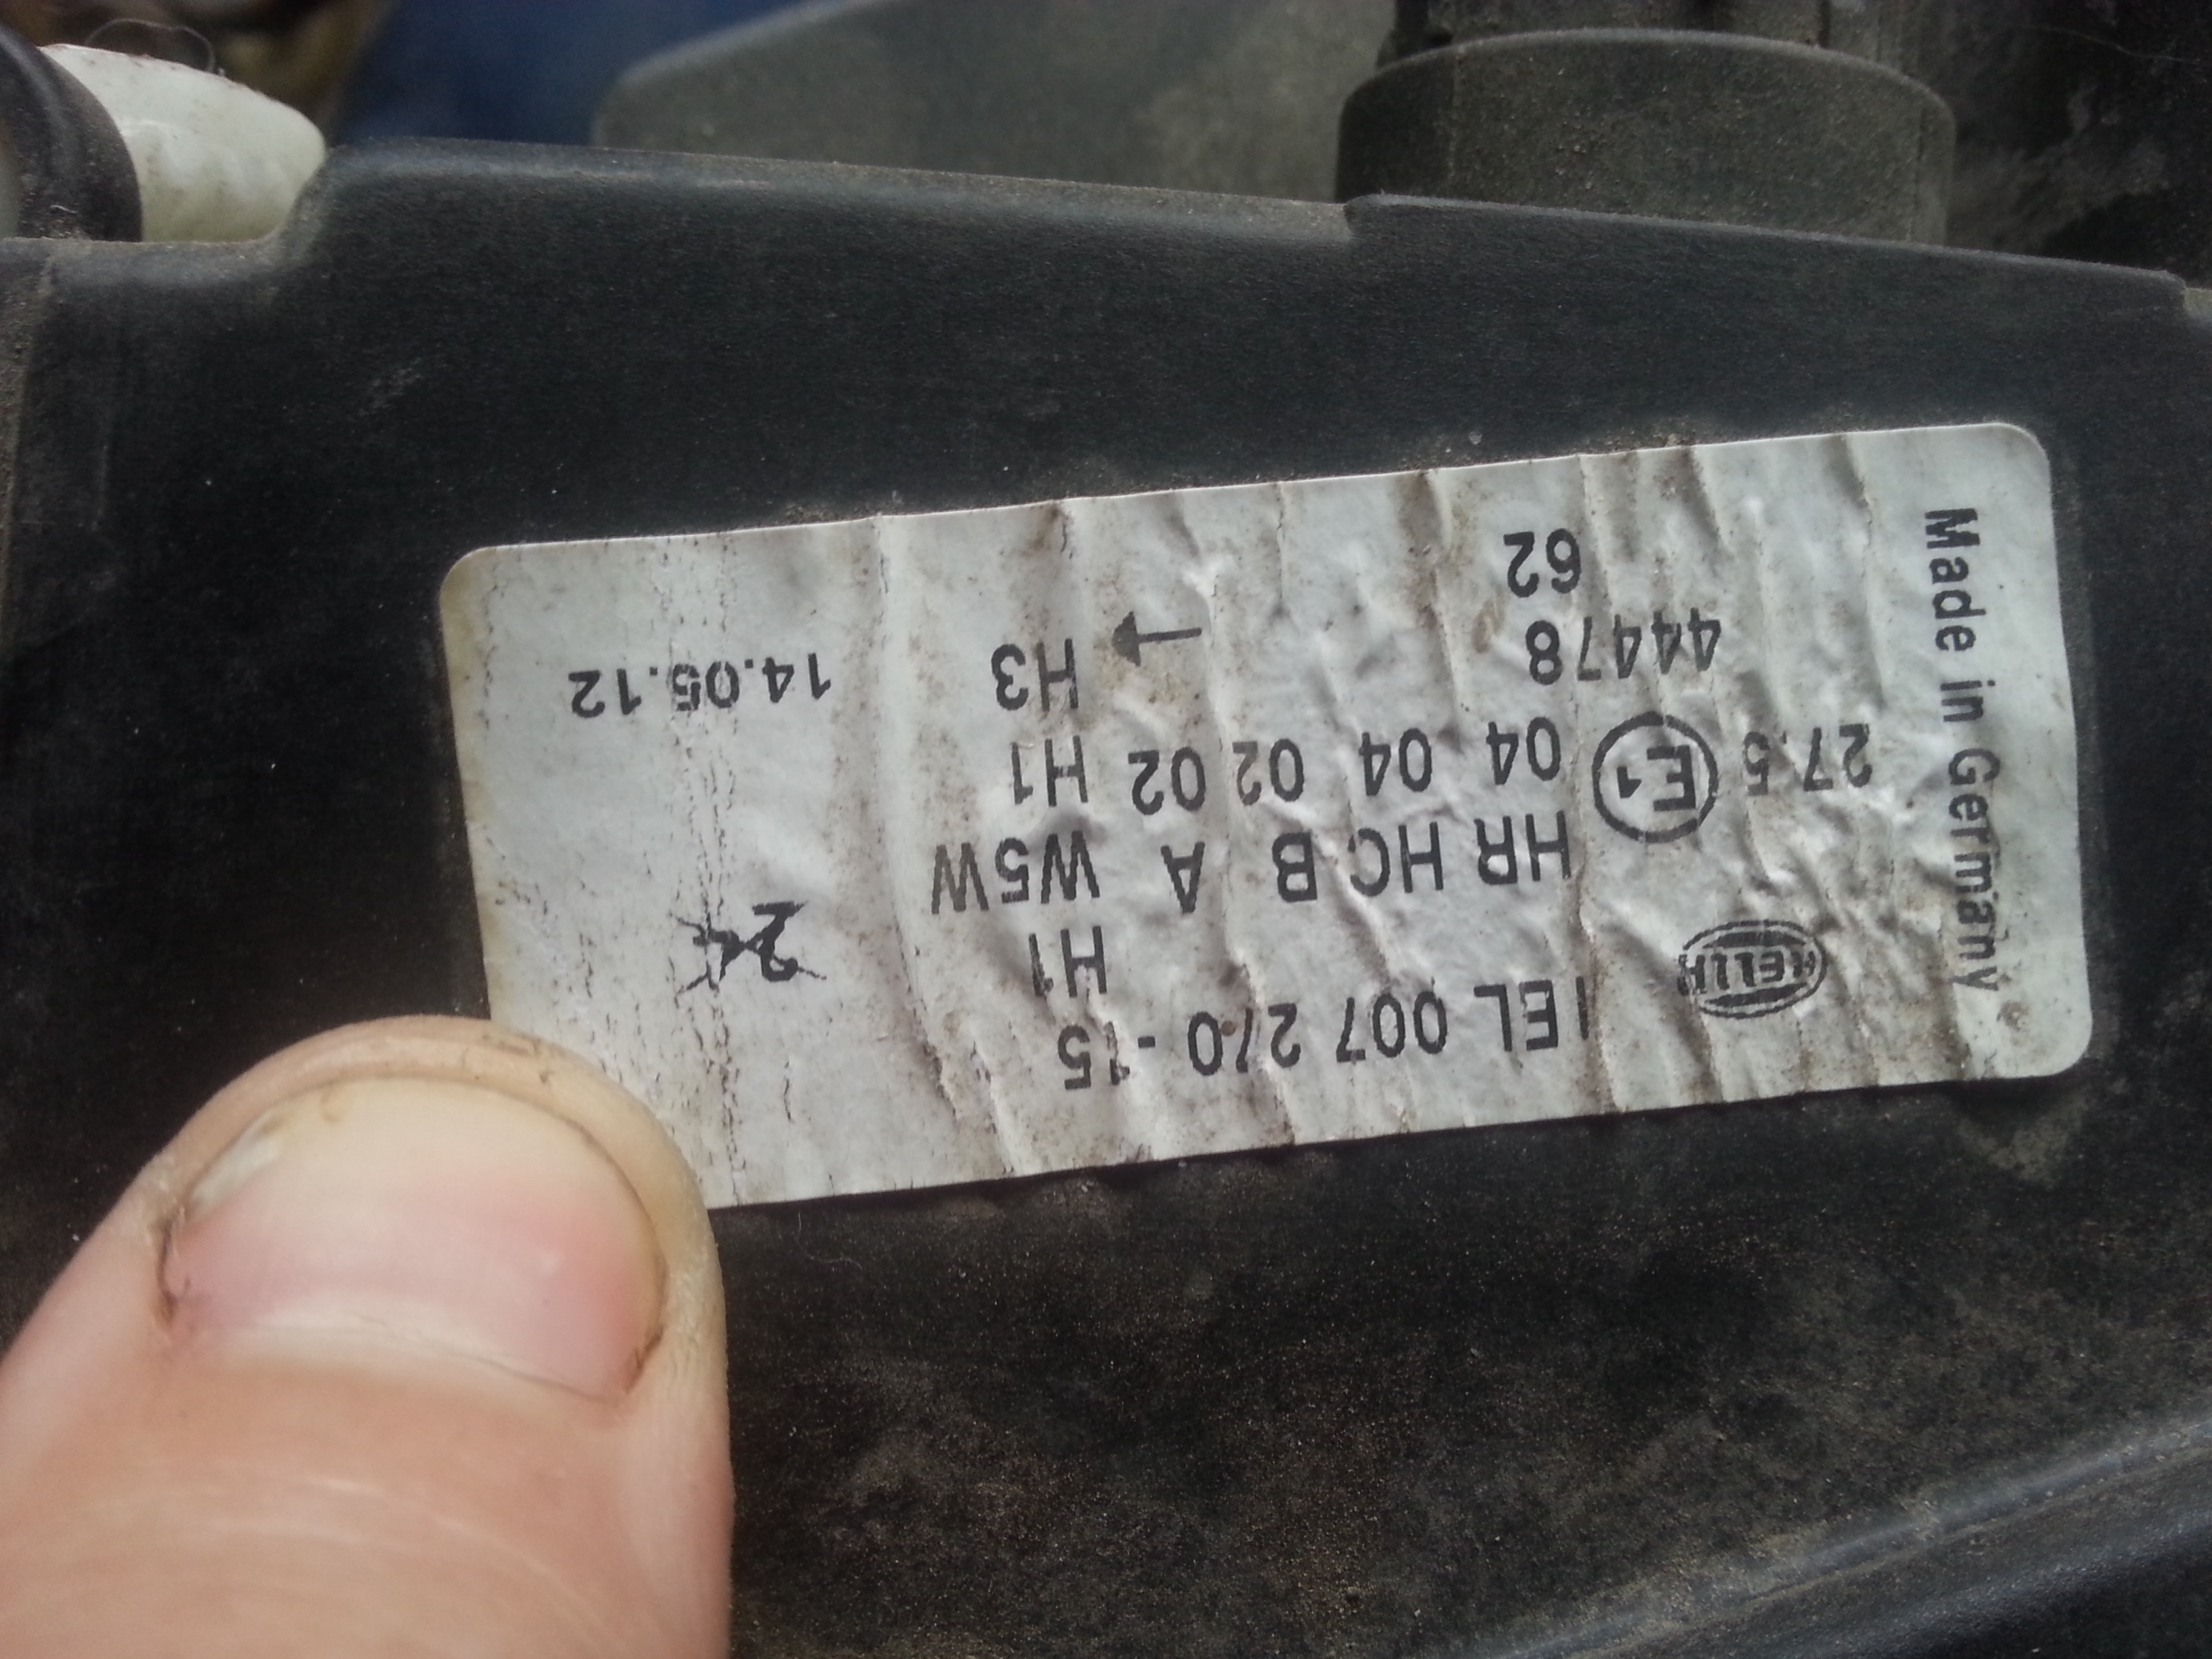 1EL 007 270 -15
HELLA H1
HR HC B A W5W
27.5 E1 04 04 02 02 H1
44478 H3 14.05.12
62
Made in Germany